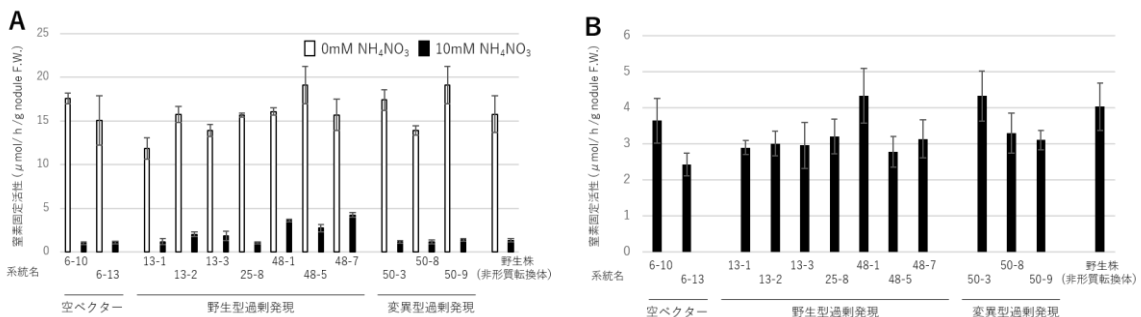 A
窒素固定活性 (μmol/ h /g nodule F.W.)
25
20
15
10
5
0
0mM NH₄NO₃ 10mM NH₄NO₃
系統名
6-10 13-1 13-3 48-1 48-7 50-8 野生株
6-13 13-2 25-8 48-5 50-3 50-9 (非形質転換体)
空ベクター 野生型過剰発現 変異型過剰発現
B
窒素固定活性 (μmol/ h /g nodule F.W.)
6
5
4
3
2
1
0
系統名
6-10 13-1 13-3 48-1 48-7 50-8 野生株
6-13 13-2 25-8 48-5 50-3 50-9 (非形質転換体)
空ベクター 野生型過剰発現 変異型過剰発現